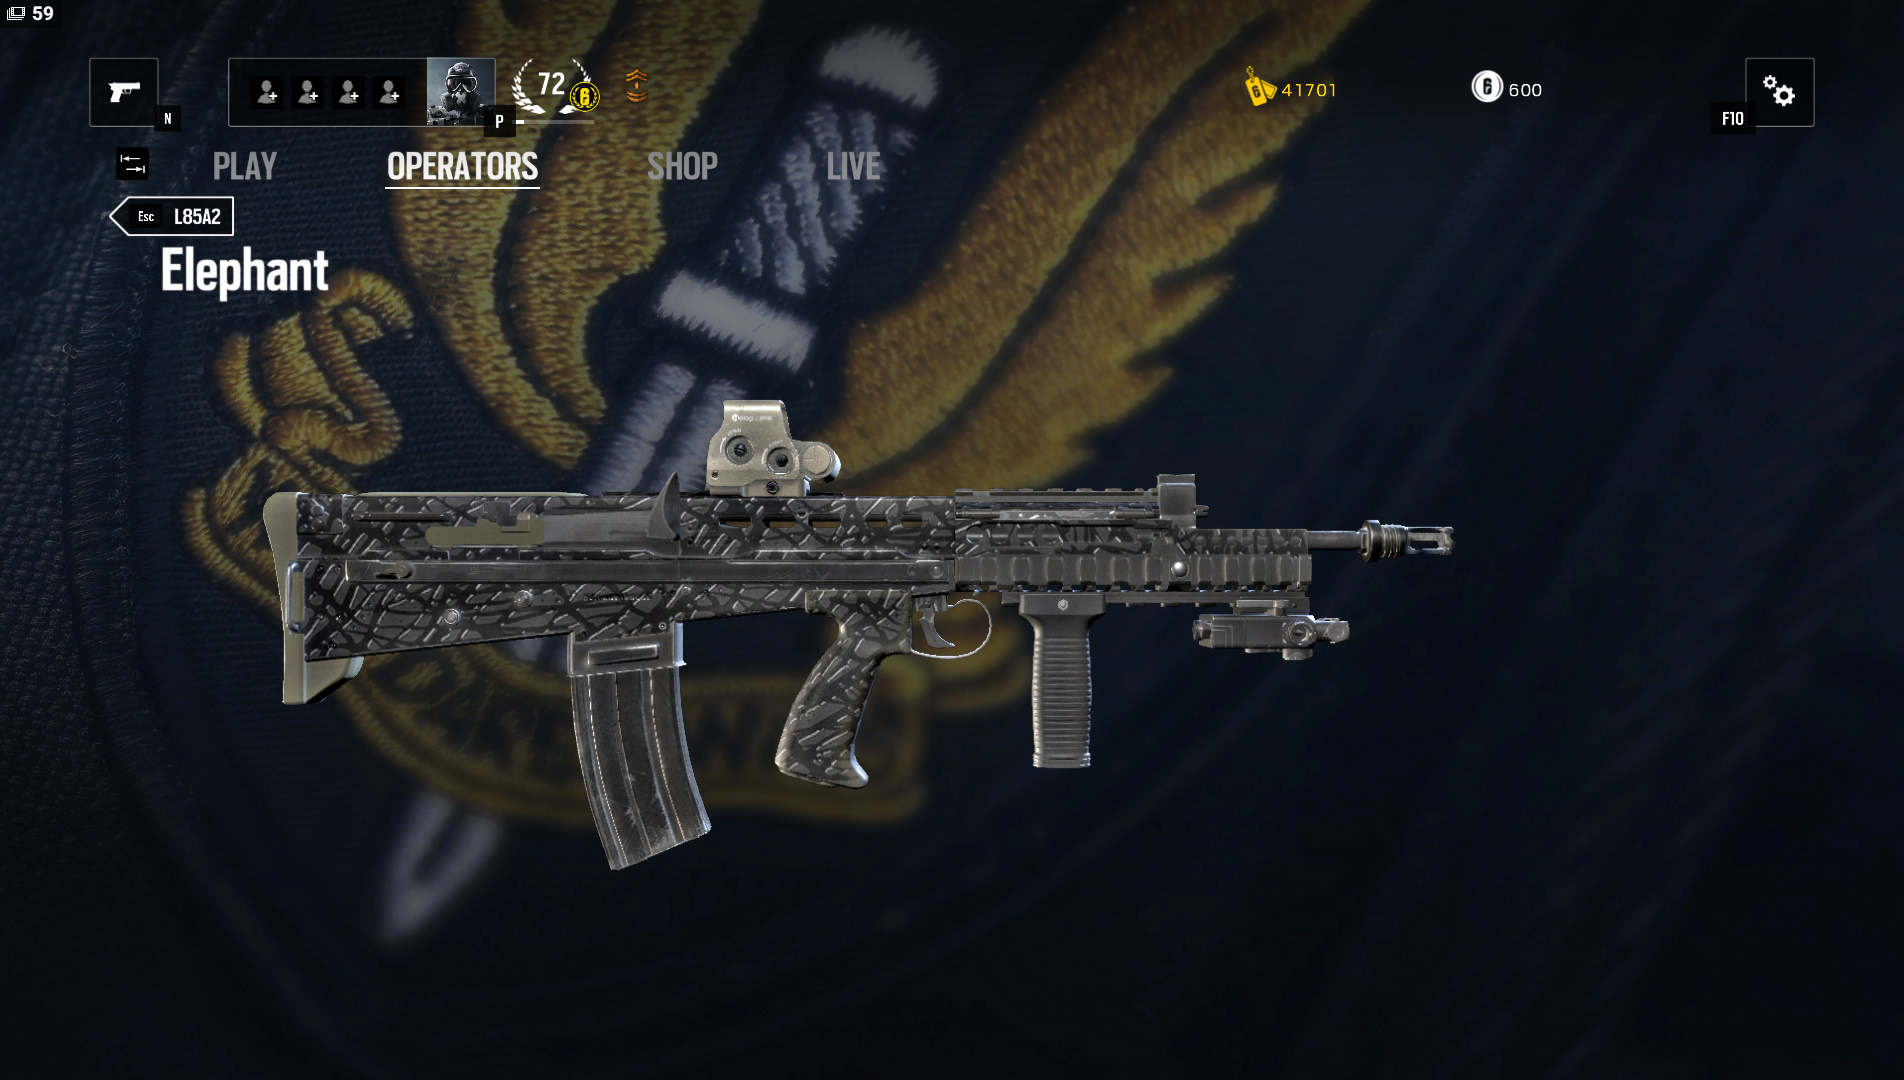 59
N
P
72
41701
600
F10
PLAY
OPERATORS
SHOP
LIVE
Esc L85A2
Elephant